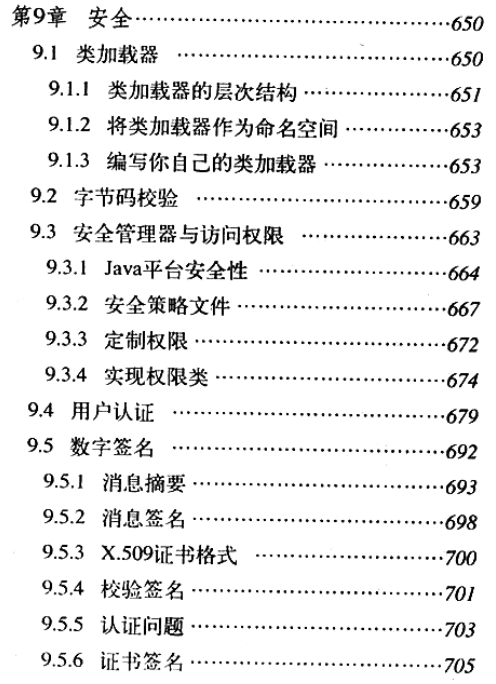 第9章 安全……………………………………650
9.1 类加载器 ……………………………650
9.1.1 类加载器的层次结构………………651
9.1.2 将类加载器作为命名空间…………653
9.1.3 编写你自己的类加载器……………653
9.2 字节码校验 …………………………659
9.3 安全管理器与访问权限 ……………663
9.3.1 Java平台安全性……………………664
9.3.2 安全策略文件………………………667
9.3.3 定制权限……………………………672
9.3.4 实现权限类…………………………674
9.4 用户认证 ……………………………679
9.5 数字签名 ……………………………692
9.5.1 消息摘要……………………………693
9.5.2 消息签名……………………………698
9.5.3 X.509证书格式 ……………………700
9.5.4 校验签名……………………………701
9.5.5 认证问题……………………………703
9.5.6 证书签名……………………………705